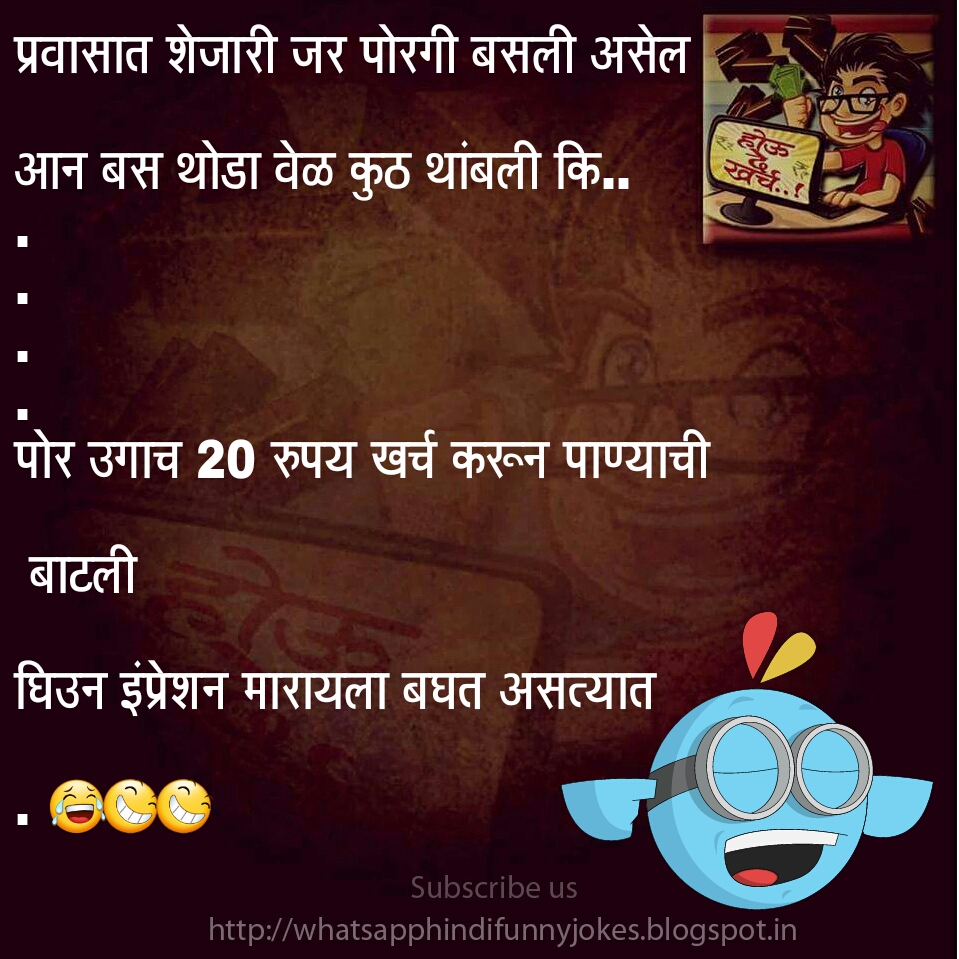 प्रवासात शेजारी जर पोरगी बसली असेल
होऊ
दे
खर्च..!
आन बस थोडा वेळ कुठ थांबली कि..
.
.
.
.
पोर उगाच 20 रुपय खर्च करून पाण्याची
बाटली
घिउन इंप्रेशन मारायला बघत असत्यात
. 😂😆😆
Subscribe us
http://whatsapphindifunnyjokes.blogspot.in
होऊ